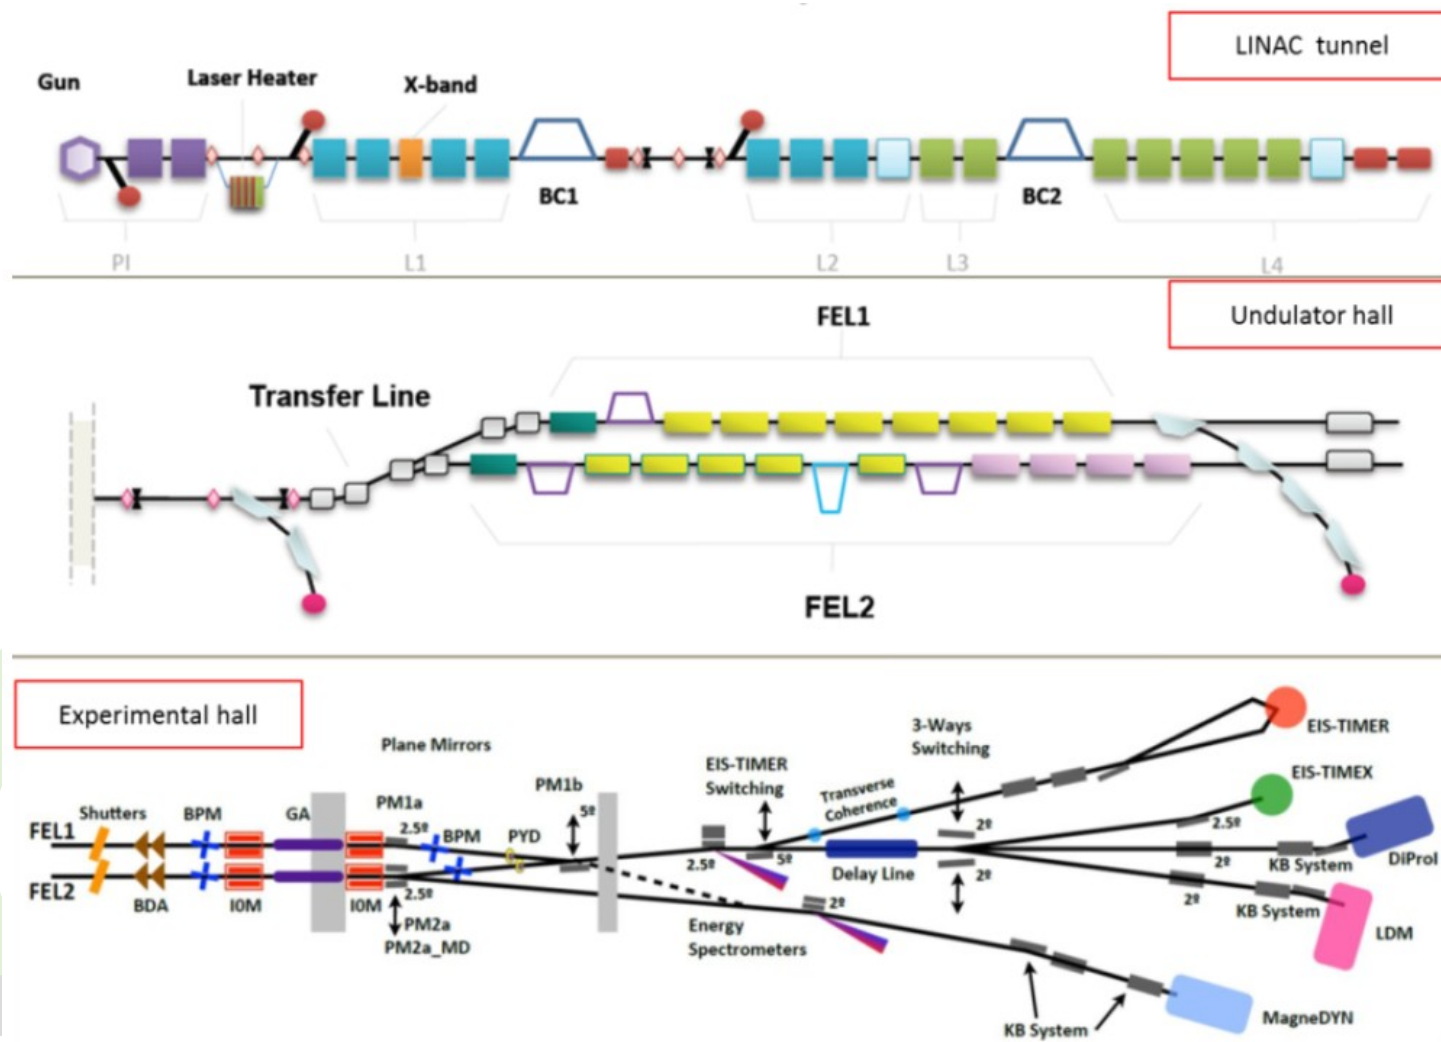 LINAC tunnel
Gun
Laser Heater
X-band
BC1
BC2
PI
L1
L2
L3
L4
Undulator hall
FEL1
Transfer Line
FEL2
Experimental hall
Plane Mirrors
3-Ways
Switching
EIS-TIMER
EIS-TIMER
Switching
EIS-TIMEX
PM1b
5º
Transverse
Coherence
Shutters
BPM
GA
PM1a
2.5º
BPM
PYD
FEL1
FEL2
2.5º
5º
Delay Line
2º
2º
2.5º
2º
KB System
DiProI
BDA
I0M
I0M
2.5º
PM2a
PM2a_MD
2º
Energy
Spectrometers
2º
KB System
LDM
KB System
MagneDYN